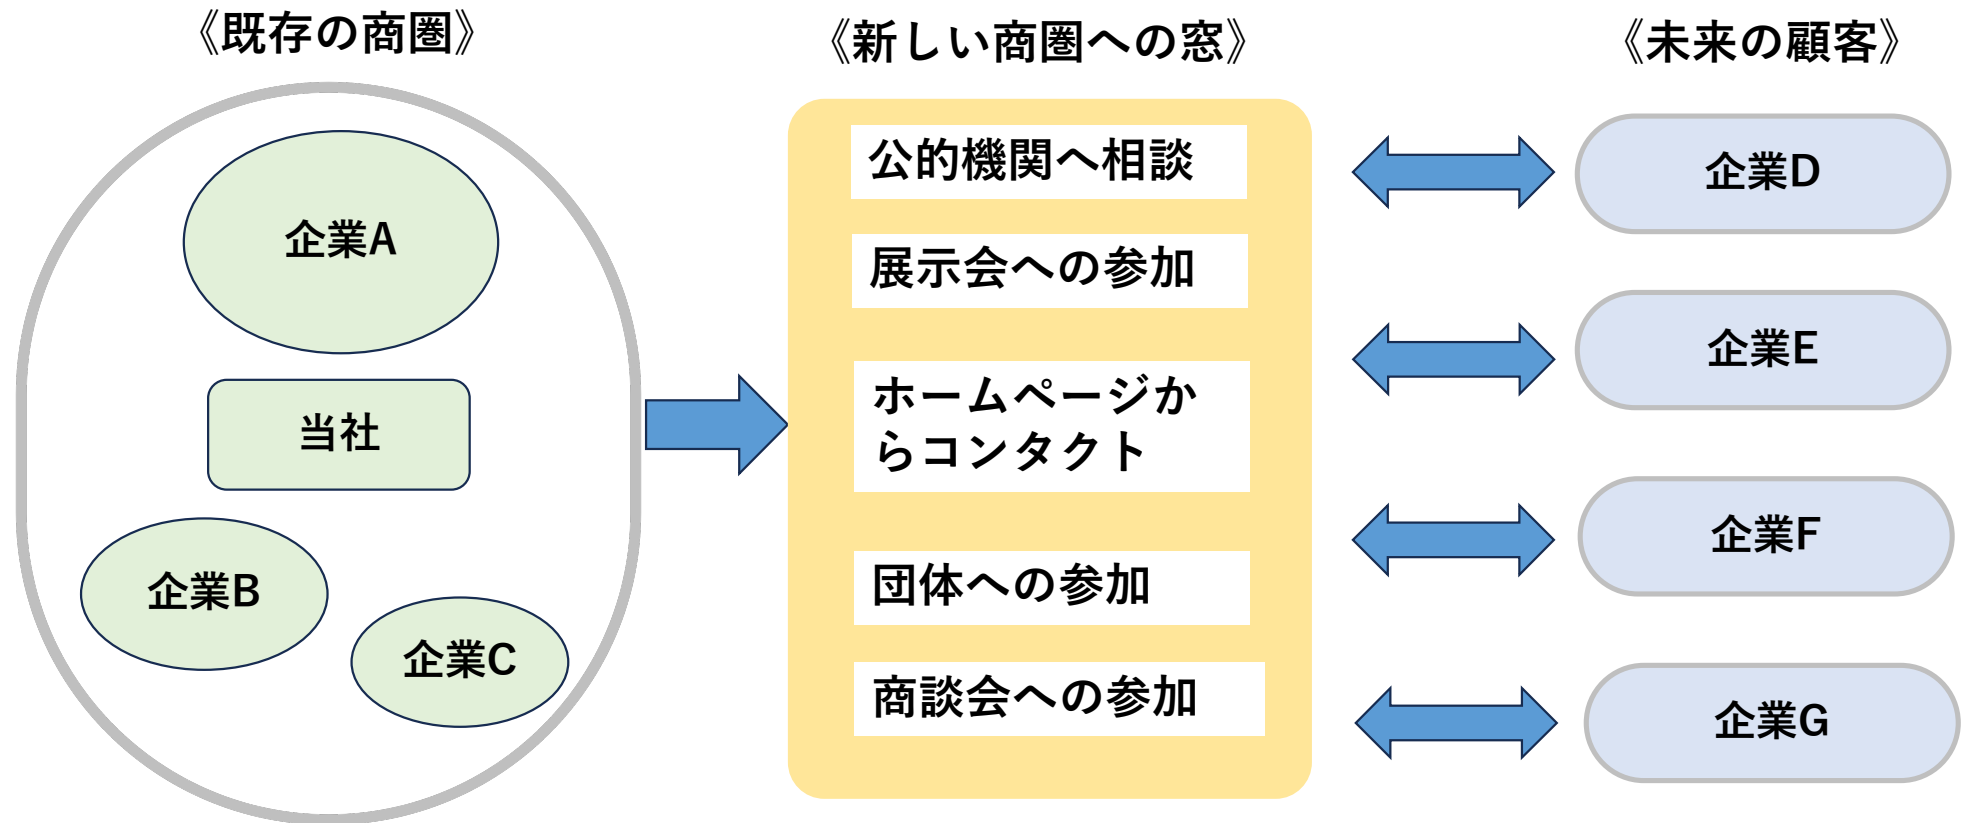 《既存の商圏》
企業A
当社
企業B
企業C
《新しい商圏への窓》
公的機関へ相談
展示会への参加
ホームページか
らコンタクト
団体への参加
商談会への参加
《未来の顧客》
企業D
企業E
企業F
企業G